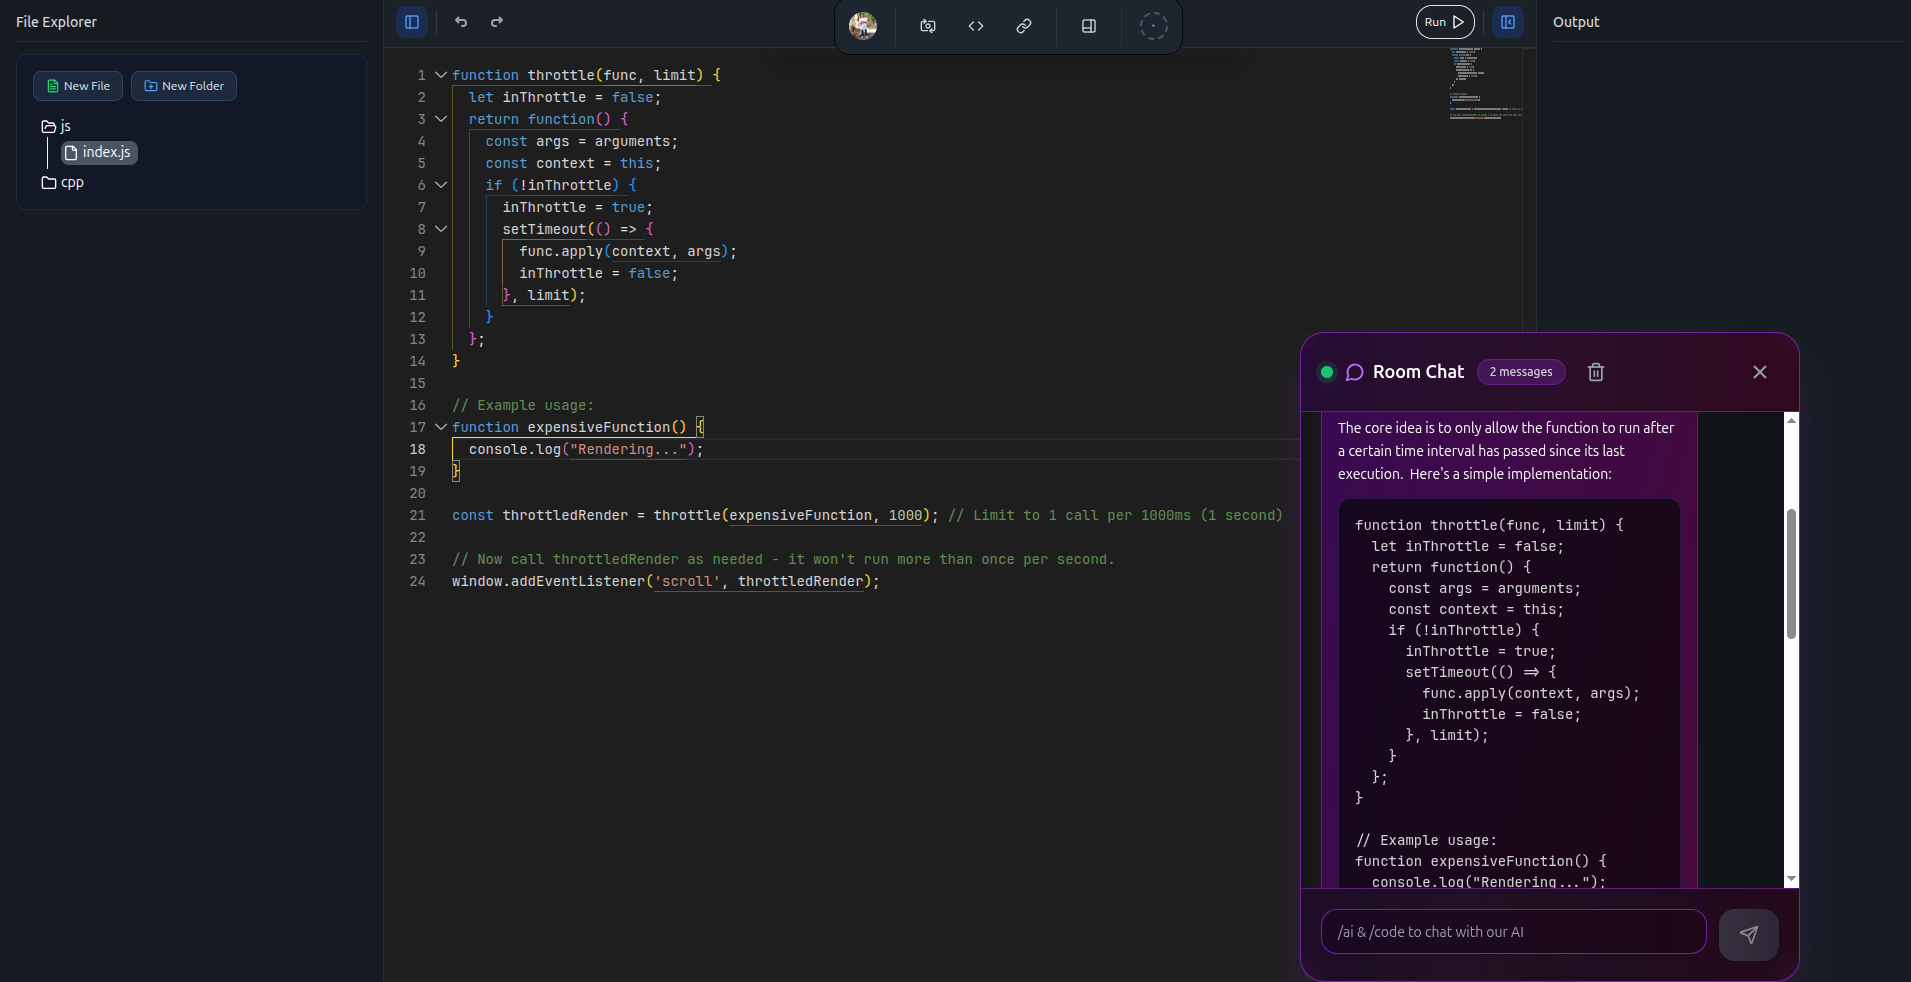 File Explorer
New File
New Folder
js
index.js
cpp
Run
Output
1 function throttle(func, limit) {
2   let inThrottle = false;
3   return function() {
4     const args = arguments;
5     const context = this;
6     if (!inThrottle) {
7       inThrottle = true;
8       setTimeout(() => {
9         func.apply(context, args);
10         inThrottle = false;
11       }, limit);
12     }
13   };
14 }
15
16 // Example usage:
17 function expensiveFunction() {
18   console.log("Rendering...");
19 }
20
21 const throttledRender = throttle(expensiveFunction, 1000); // Limit to 1 call per 1000ms (1 second)
22
23 // Now call throttledRender as needed - it won't run more than once per second.
24 window.addEventListener('scroll', throttledRender);
Room Chat
2 messages
The core idea is to only allow the function to run after
a certain time interval has passed since its last
execution. Here's a simple implementation:
function throttle(func, limit) {
  let inThrottle = false;
  return function() {
    const args = arguments;
    const context = this;
    if (!inThrottle) {
      inThrottle = true;
      setTimeout(() => {
        func.apply(context, args);
        inThrottle = false;
      }, limit);
    }
  };
}
// Example usage:
function expensiveFunction() {
  console.log("Rendering...");
/ai & /code to chat with our AI